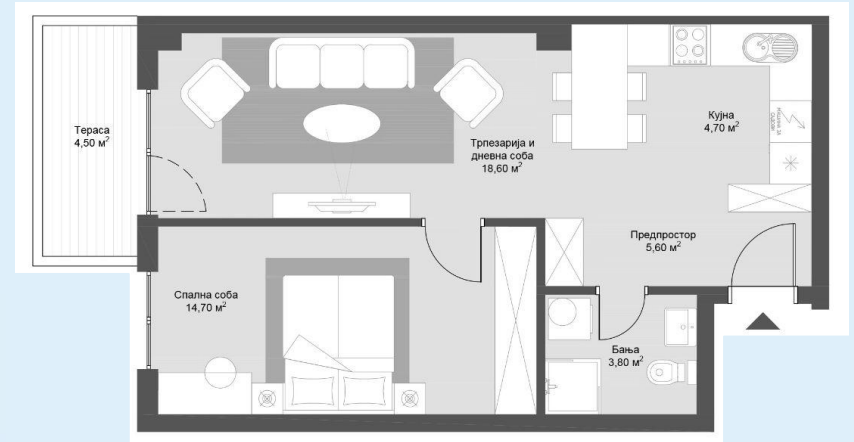 Тераса
4,50 м²
Трпезарија и
дневна соба
18,60 м²
Кујна
4,70 м²
Предпростор
5,60 м²
Спална соба
14,70 м²
Бања
3,80 м²